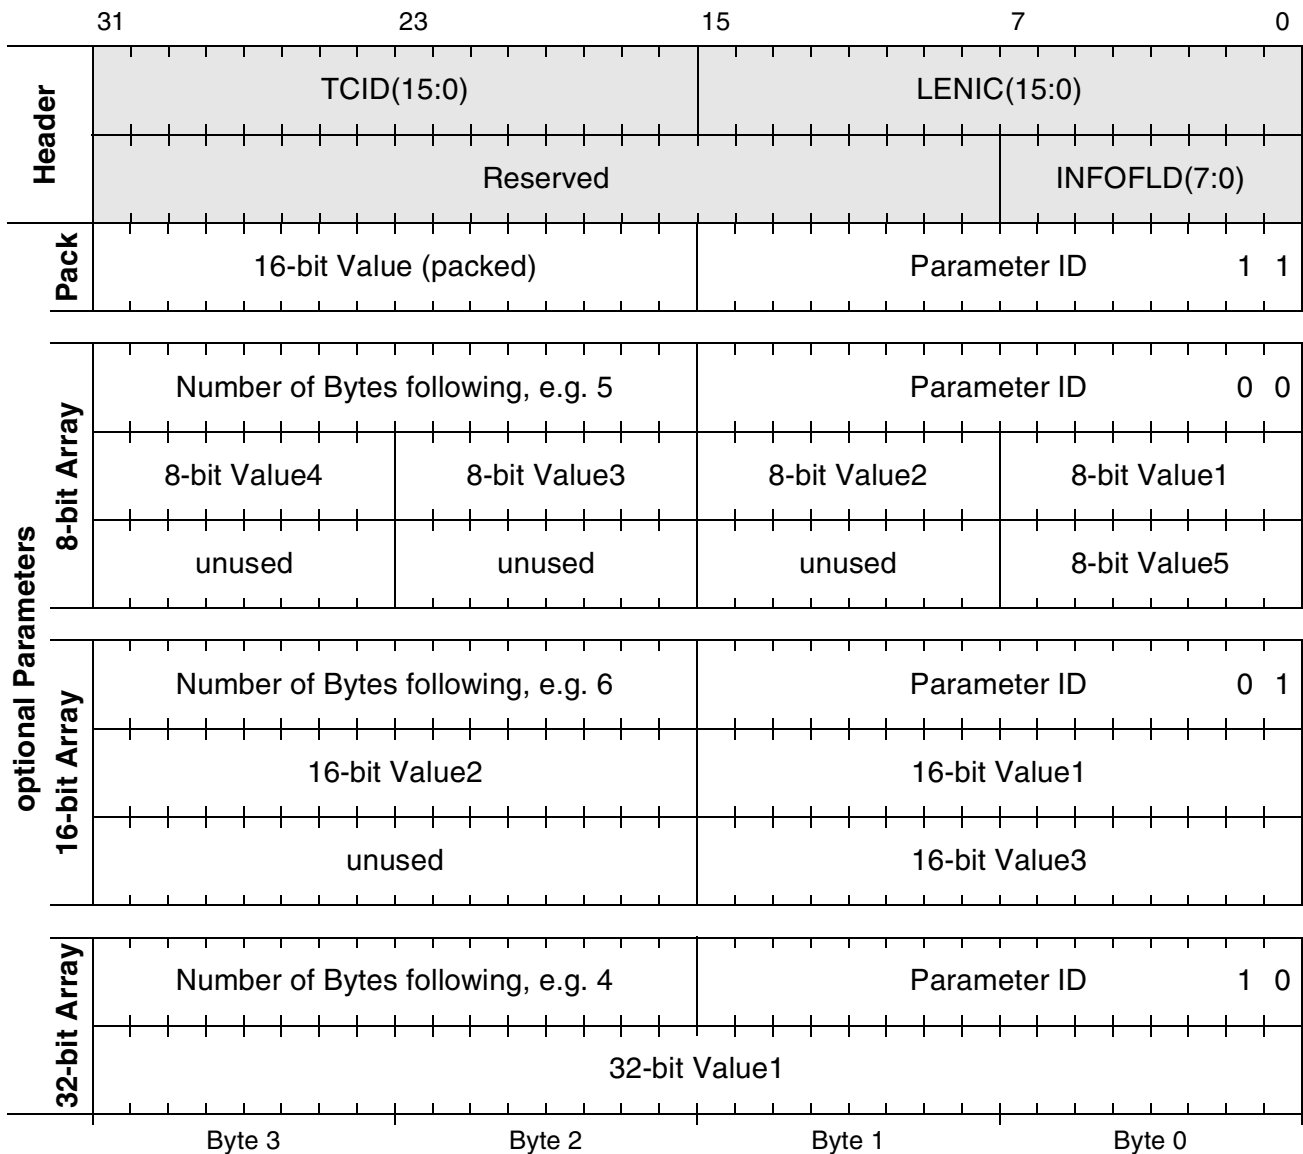 31 23 15 7 0
Header
TCID(15:0) LENIC(15:0)
Reserved INFOFLD(7:0)
optional Parameters
Pack
16-bit Value (packed) Parameter ID 1 1
8-bit Array
Number of Bytes following, e.g. 5 Parameter ID 0 0
8-bit Value4 8-bit Value3 8-bit Value2 8-bit Value1
unused unused unused 8-bit Value5
16-bit Array
Number of Bytes following, e.g. 6 Parameter ID 0 1
16-bit Value2 16-bit Value1
unused 16-bit Value3
32-bit Array
Number of Bytes following, e.g. 4 Parameter ID 1 0
32-bit Value1
Byte 3 Byte 2 Byte 1 Byte 0